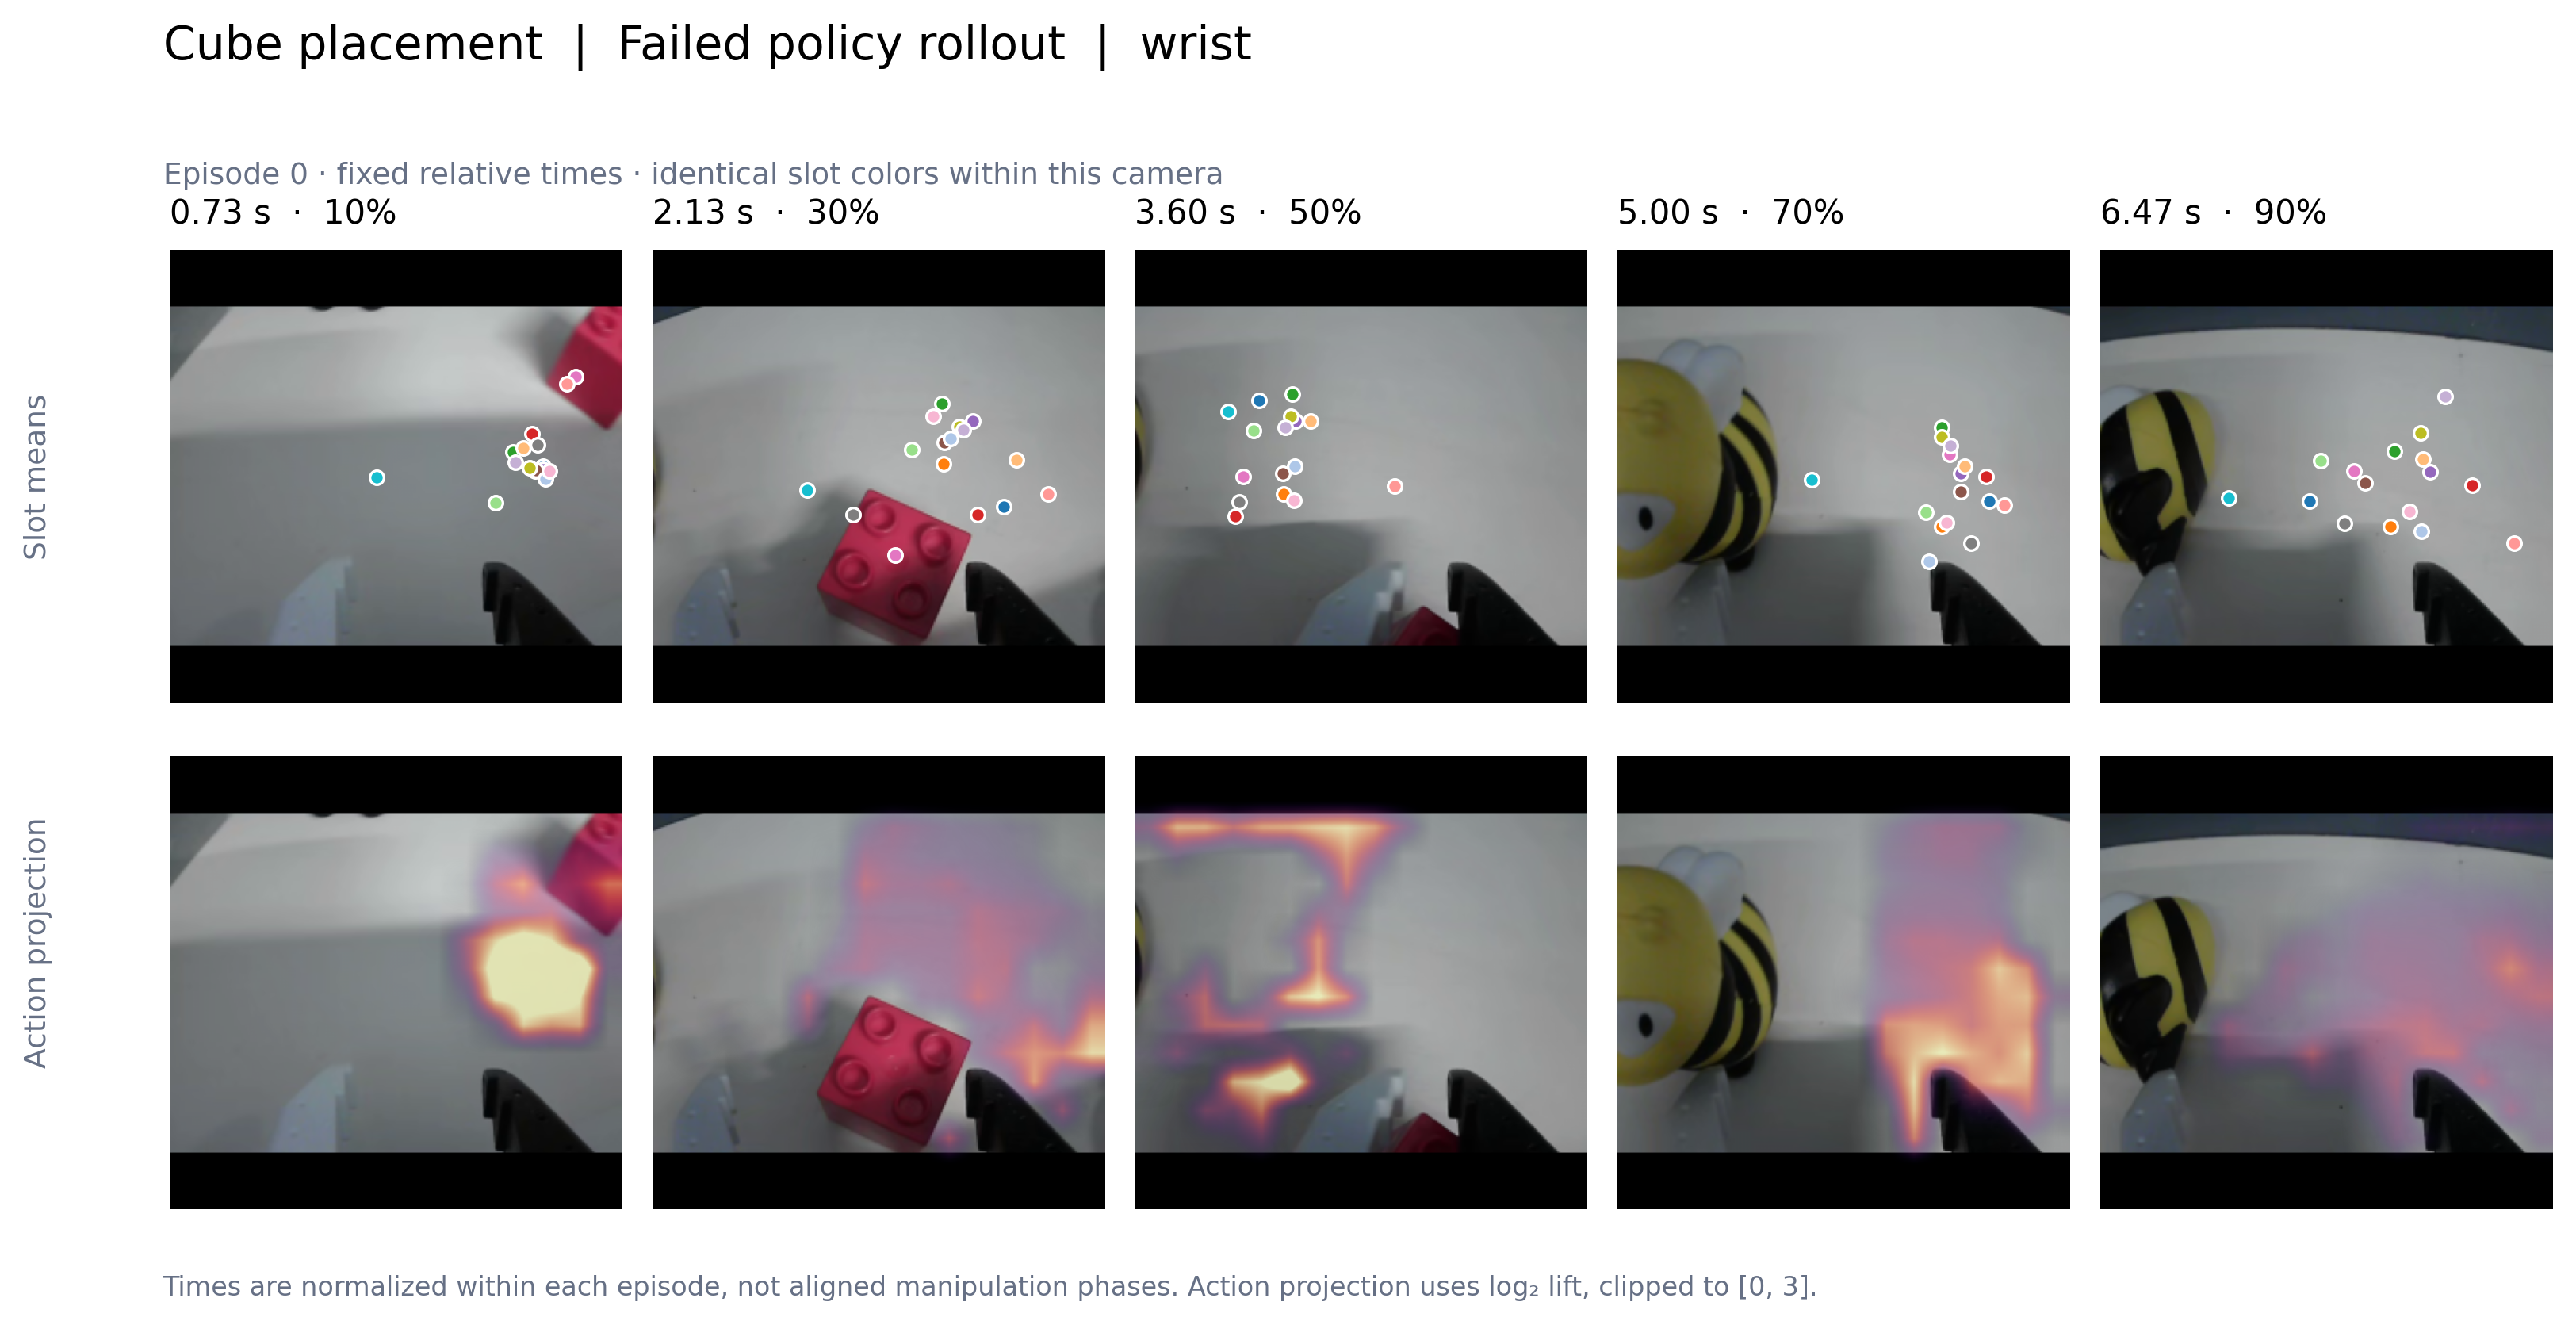 Cube placement | Failed policy rollout | wrist
Episode 0 · fixed relative times · identical slot colors within this camera
0.73 s · 10%
2.13 s · 30%
3.60 s · 50%
5.00 s · 70%
6.47 s · 90%
Slot means
Action projection
Times are normalized within each episode, not aligned manipulation phases. Action projection uses log₂ lift, clipped to [0, 3].